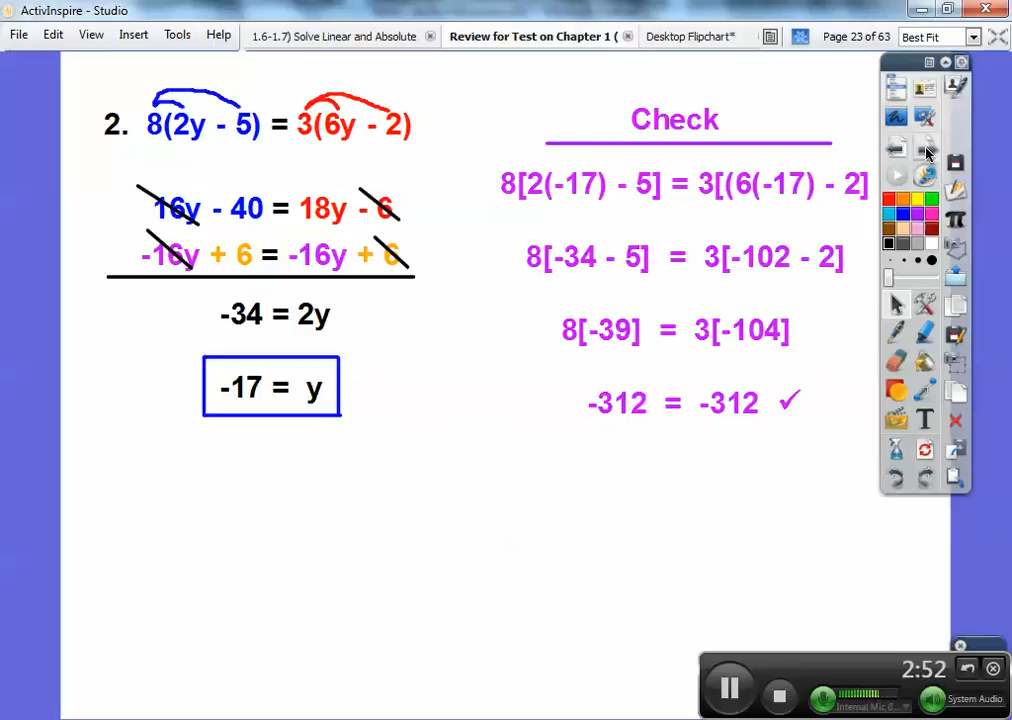 ActivInspire - Studio
File Edit View Insert Tools Help
1.6-1.7) Solve Linear and Absolute
Review for Test on Chapter 1 (
Desktop Flipchart*
Page 23 of 63
Best Fit
2. 8(2y - 5) = 3(6y - 2)
16y - 40 = 18y - 6
-16y + 6 = -16y + 6
-34 = 2y
-17 = y
Check
8[2(-17) - 5] = 3[(6(-17) - 2]
8[-34 - 5] = 3[-102 - 2]
8[-39] = 3[-104]
-312 = -312 ✓
2:52
Internal Mic (I...
System Audio